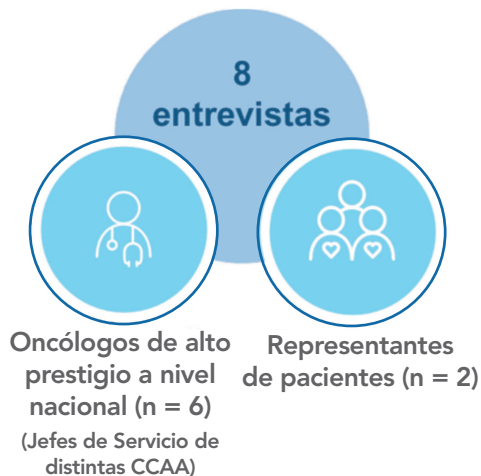 8
entrevistas
Oncólogos de alto
prestigio a nivel
nacional (n = 6)
(Jefes de Servicio de
distintas CCAA)
Representantes
de pacientes (n = 2)